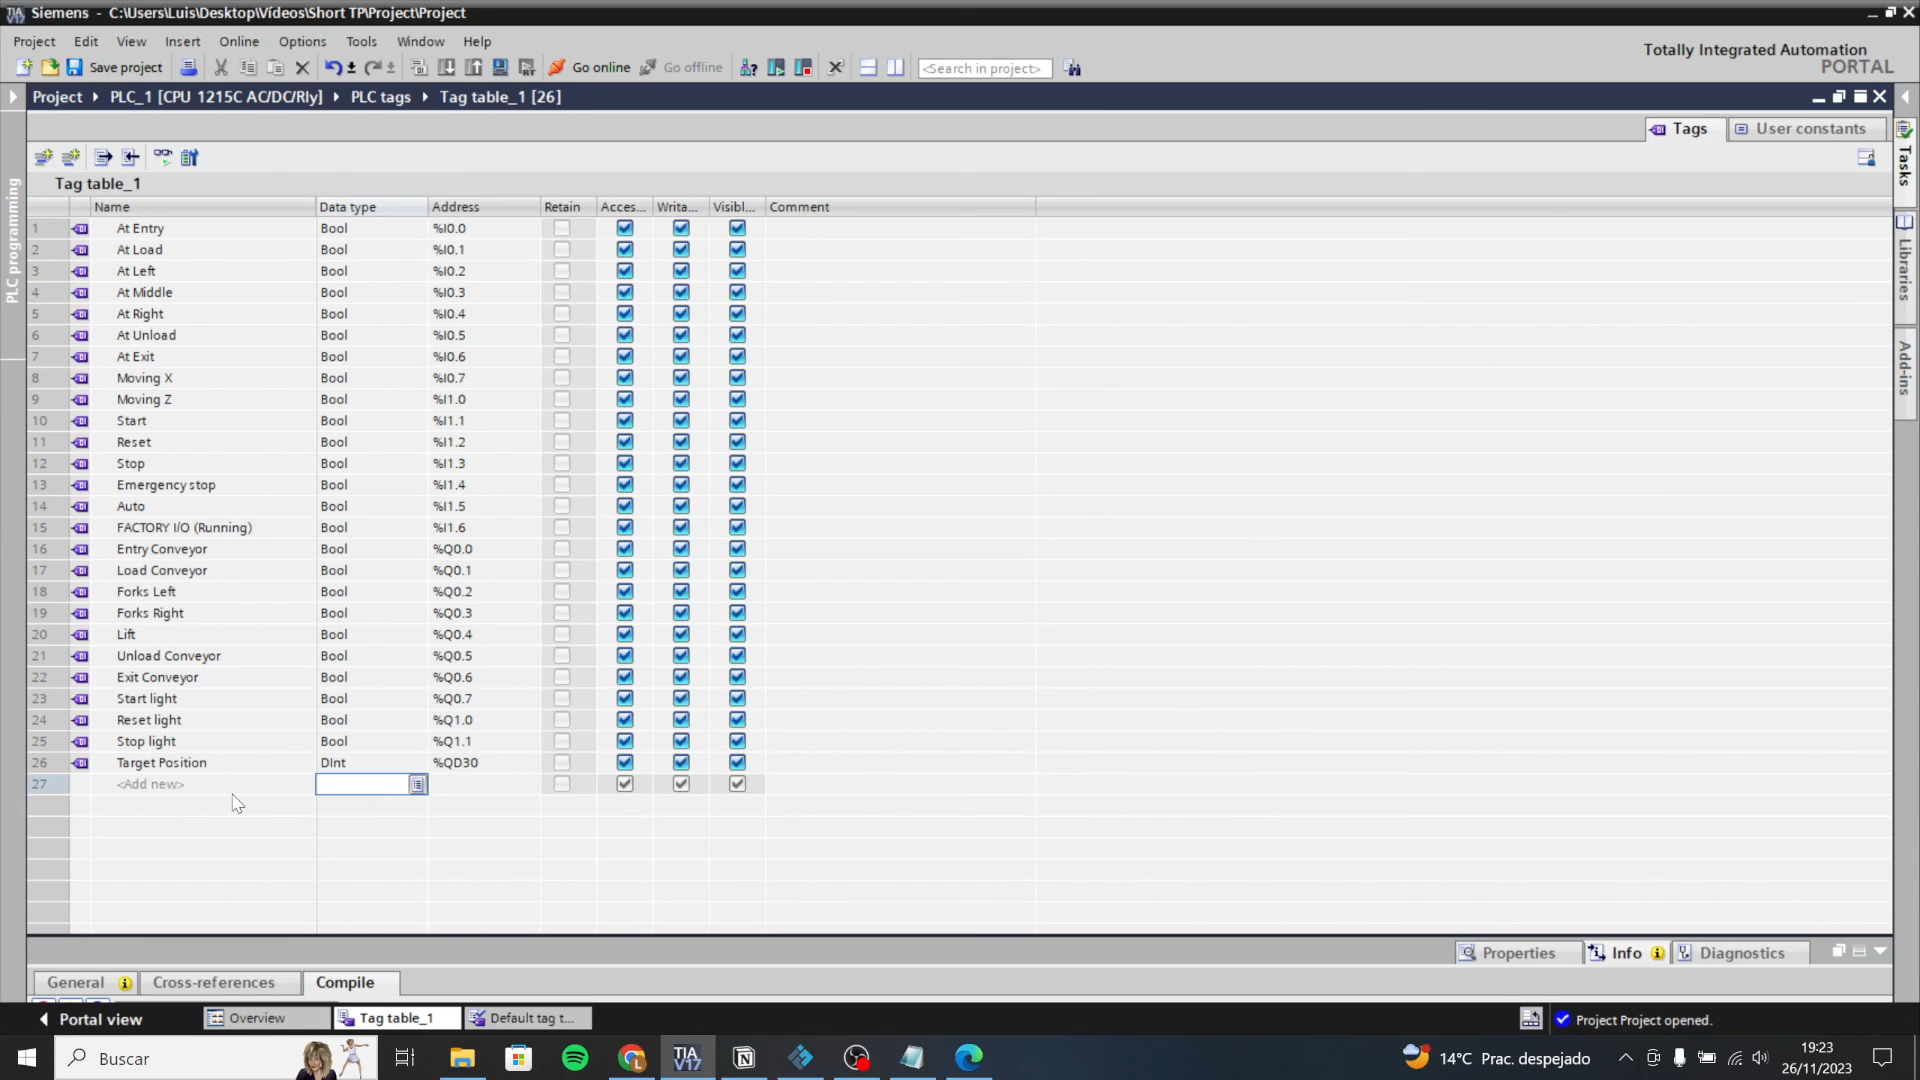 Siemens - C:\Users\Luis\Desktop\Vídeos\Short TP\Project\Project
Project Edit View Insert Online Options Tools Window Help
Totally Integrated Automation
PORTAL
Save project Go online Go offline <Search in project>
Project PLC_1 [CPU 1215C AC/DC/Rly] PLC tags Tag table_1 [26]
Tags User constants
Tag table_1
Name Data type Address Retain Acces... Writa... Visibl... Comment
1 At Entry Bool %I0.0
2 At Load Bool %I0.1
3 At Left Bool %I0.2
4 At Middle Bool %I0.3
5 At Right Bool %I0.4
6 At Unload Bool %I0.5
7 At Exit Bool %I0.6
8 Moving X Bool %I0.7
9 Moving Z Bool %I1.0
10 Start Bool %I1.1
11 Reset Bool %I1.2
12 Stop Bool %I1.3
13 Emergency stop Bool %I1.4
14 Auto Bool %I1.5
15 FACTORY I/O (Running) Bool %I1.6
16 Entry Conveyor Bool %Q0.0
17 Load Conveyor Bool %Q0.1
18 Forks Left Bool %Q0.2
19 Forks Right Bool %Q0.3
20 Lift Bool %Q0.4
21 Unload Conveyor Bool %Q0.5
22 Exit Conveyor Bool %Q0.6
23 Start light Bool %Q0.7
24 Reset light Bool %Q1.0
25 Stop light Bool %Q1.1
26 Target Position DInt %QD30
27 <Add new>
PLC programming
Tasks
Libraries
Add-ins
Properties Info Diagnostics
General Cross-references Compile
Portal view Overview Tag table_1 Default tag t... Project Project opened.
Buscar
TIA V17
14°C Prac. despejado
19:23
26/11/2023